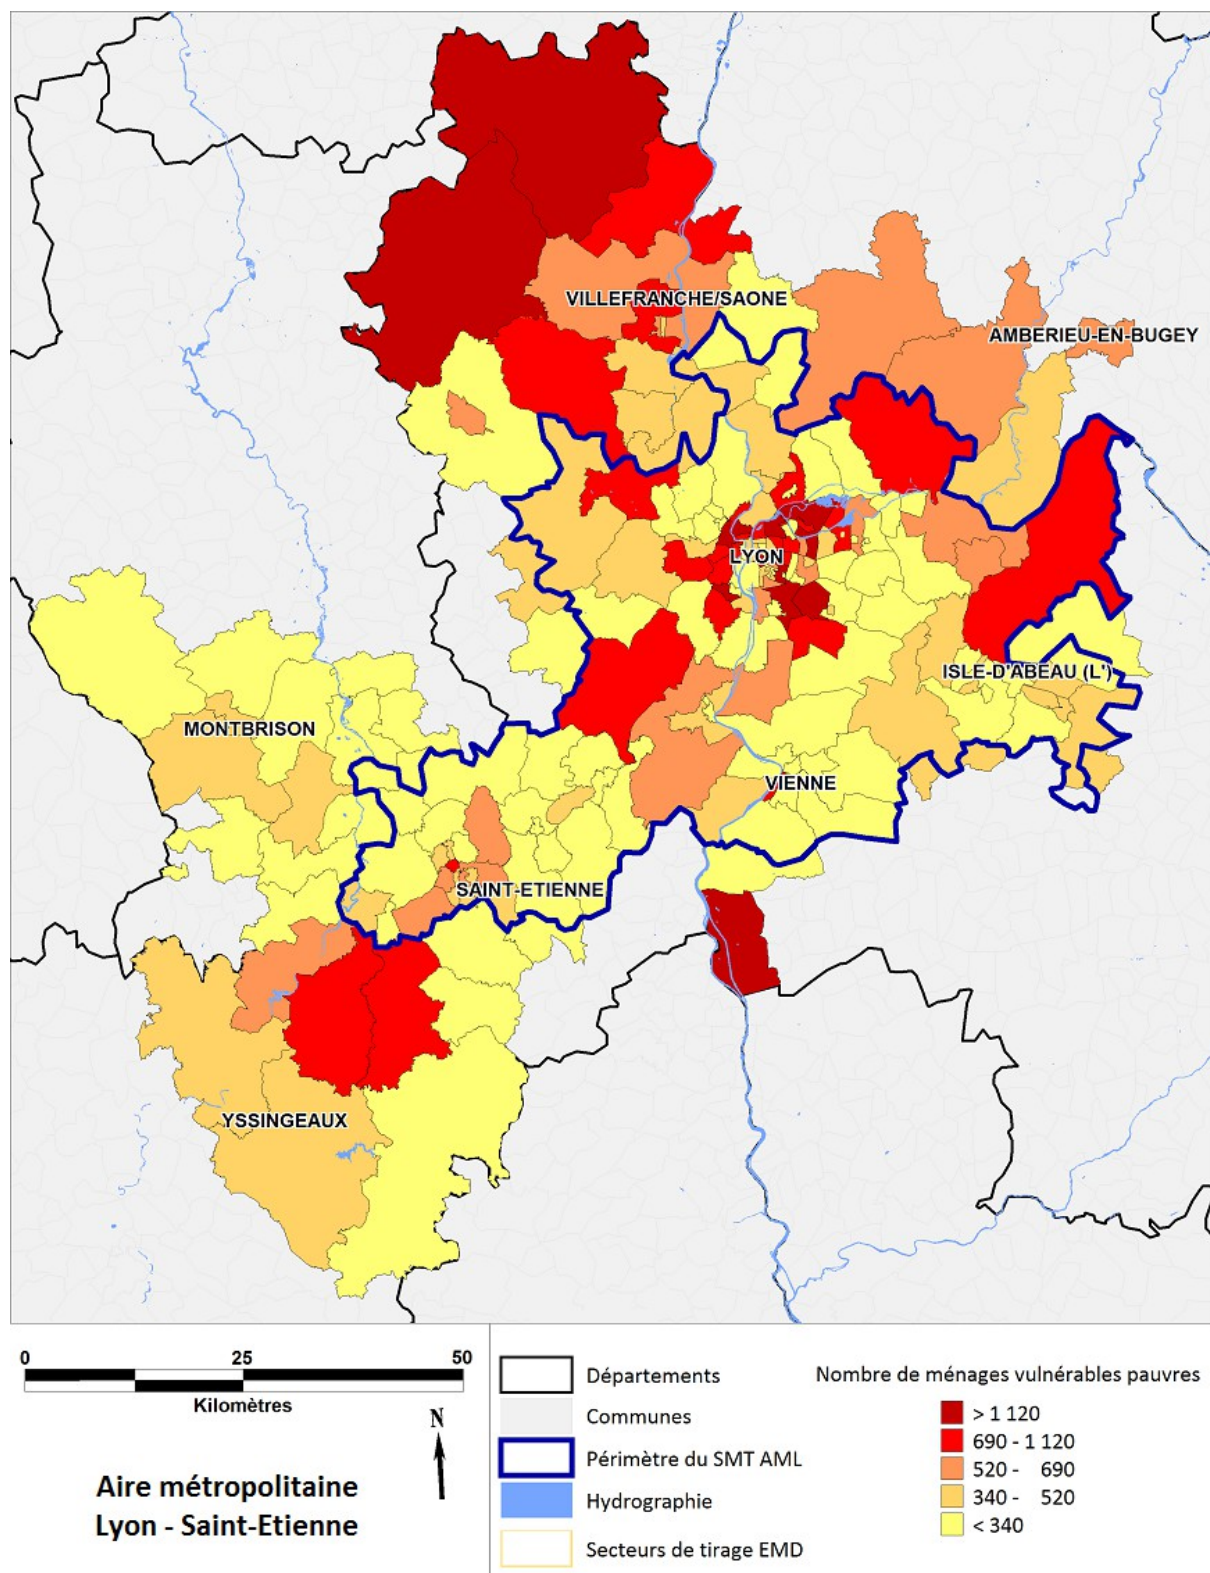 VILLEFRANCHE/SAONE
AMBERIEU-EN-BUGEY
LYON
ISLE-D'ABEAU (L')
MONTBRISON
VIENNE
SAINT-ETIENNE
YSSINGEAUX
0 25 50
Kilomètres
N
Aire métropolitaine
Lyon - Saint-Etienne
Départements
Communes
Périmètre du SMT AML
Hydrographie
Secteurs de tirage EMD
Nombre de ménages vulnérables pauvres
> 1 120
690 - 1 120
520 - 690
340 - 520
< 340